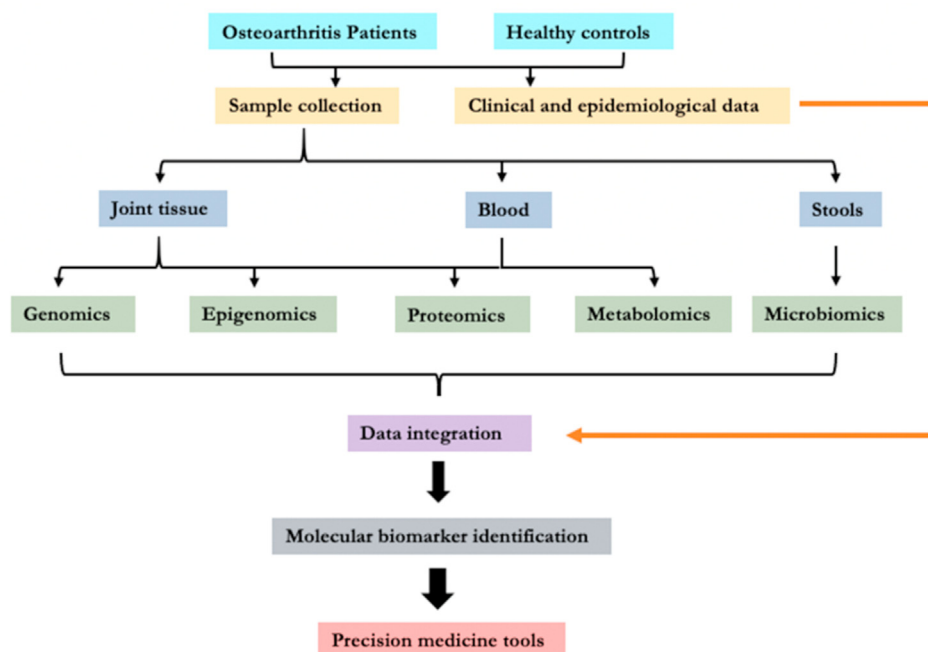 Osteoarthritis Patients
Healthy controls
Sample collection
Clinical and epidemiological data
Joint tissue
Blood
Stools
Genomics
Epigenomics
Proteomics
Metabolomics
Microbiomics
Data integration
Molecular biomarker identification
Precision medicine tools